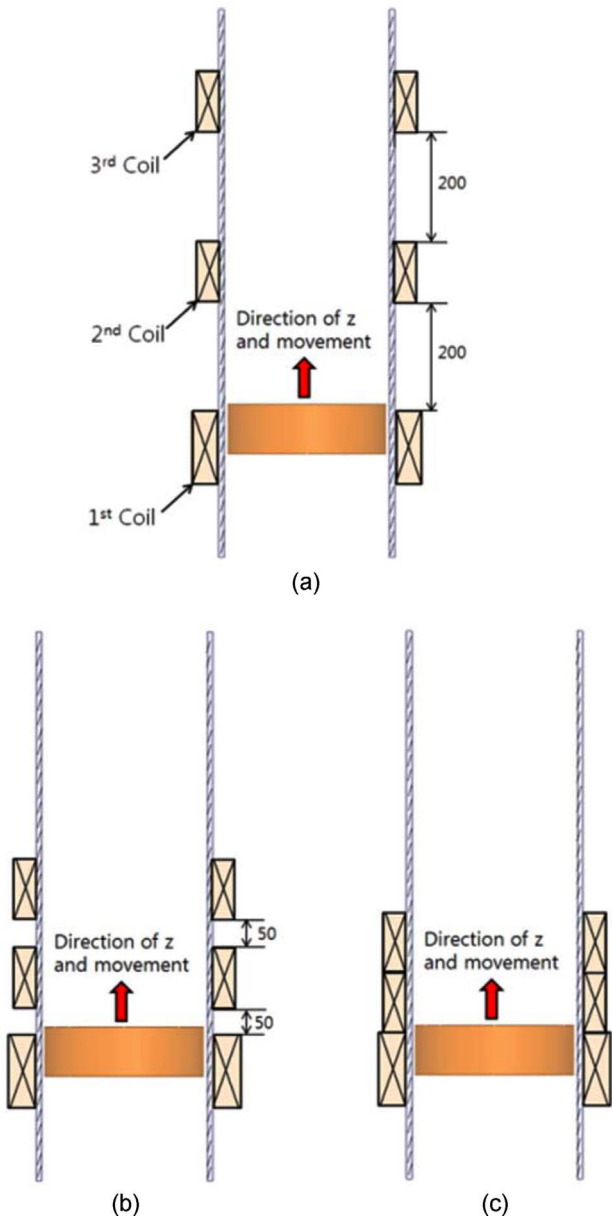 3rd Coil
200
2nd Coil
Direction of z
and movement
200
1st Coil
(a)
Direction of z
and movement
50
50
Direction of z
and movement
(b)
(c)